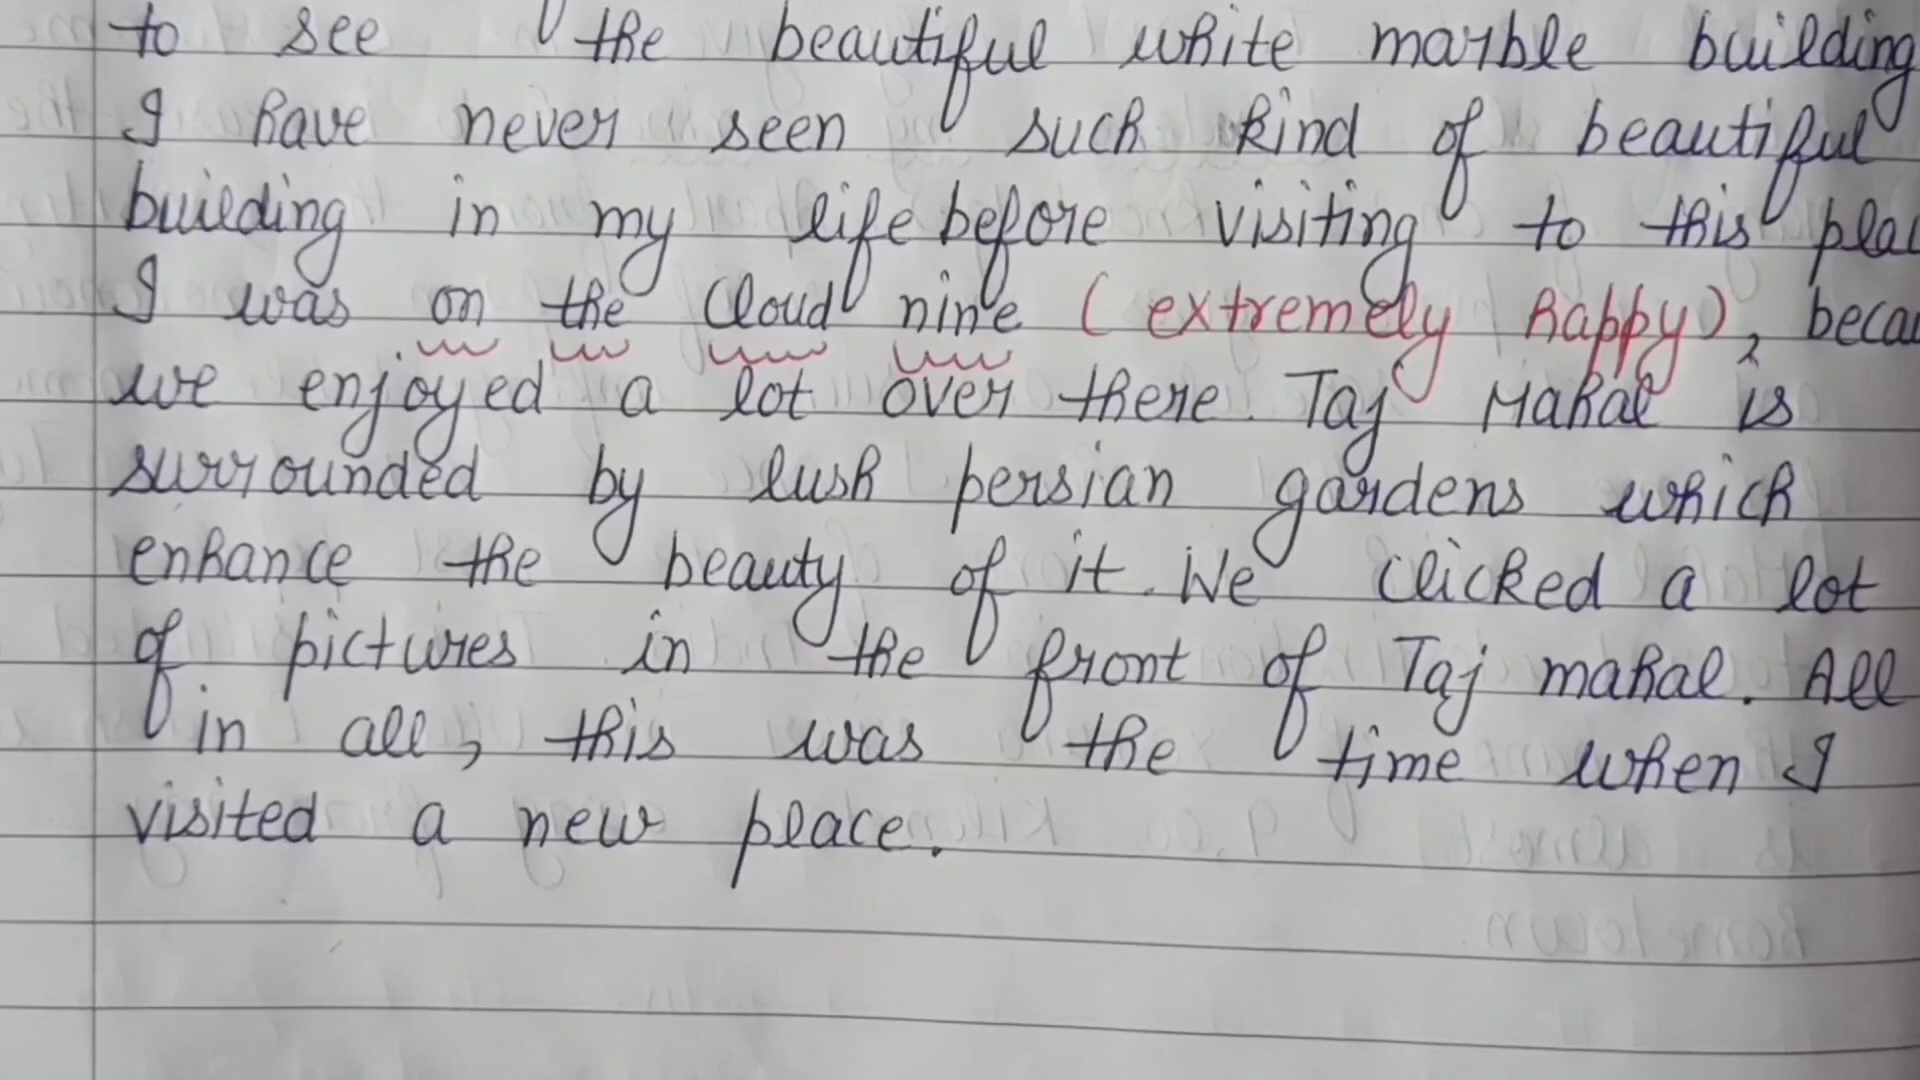 to see the beautiful white marble building
I have never seen such kind of beautiful
building in my life before visiting to this plac
I was on the Cloud nine (extremely happy), becau
we enjoyed a lot over there. Taj Mahal is
surrounded by lush persian gardens which
enhance the beauty of it. We clicked a lot
of pictures in the front of Taj mahal. All
in all, this was the time when I
visited a new place.